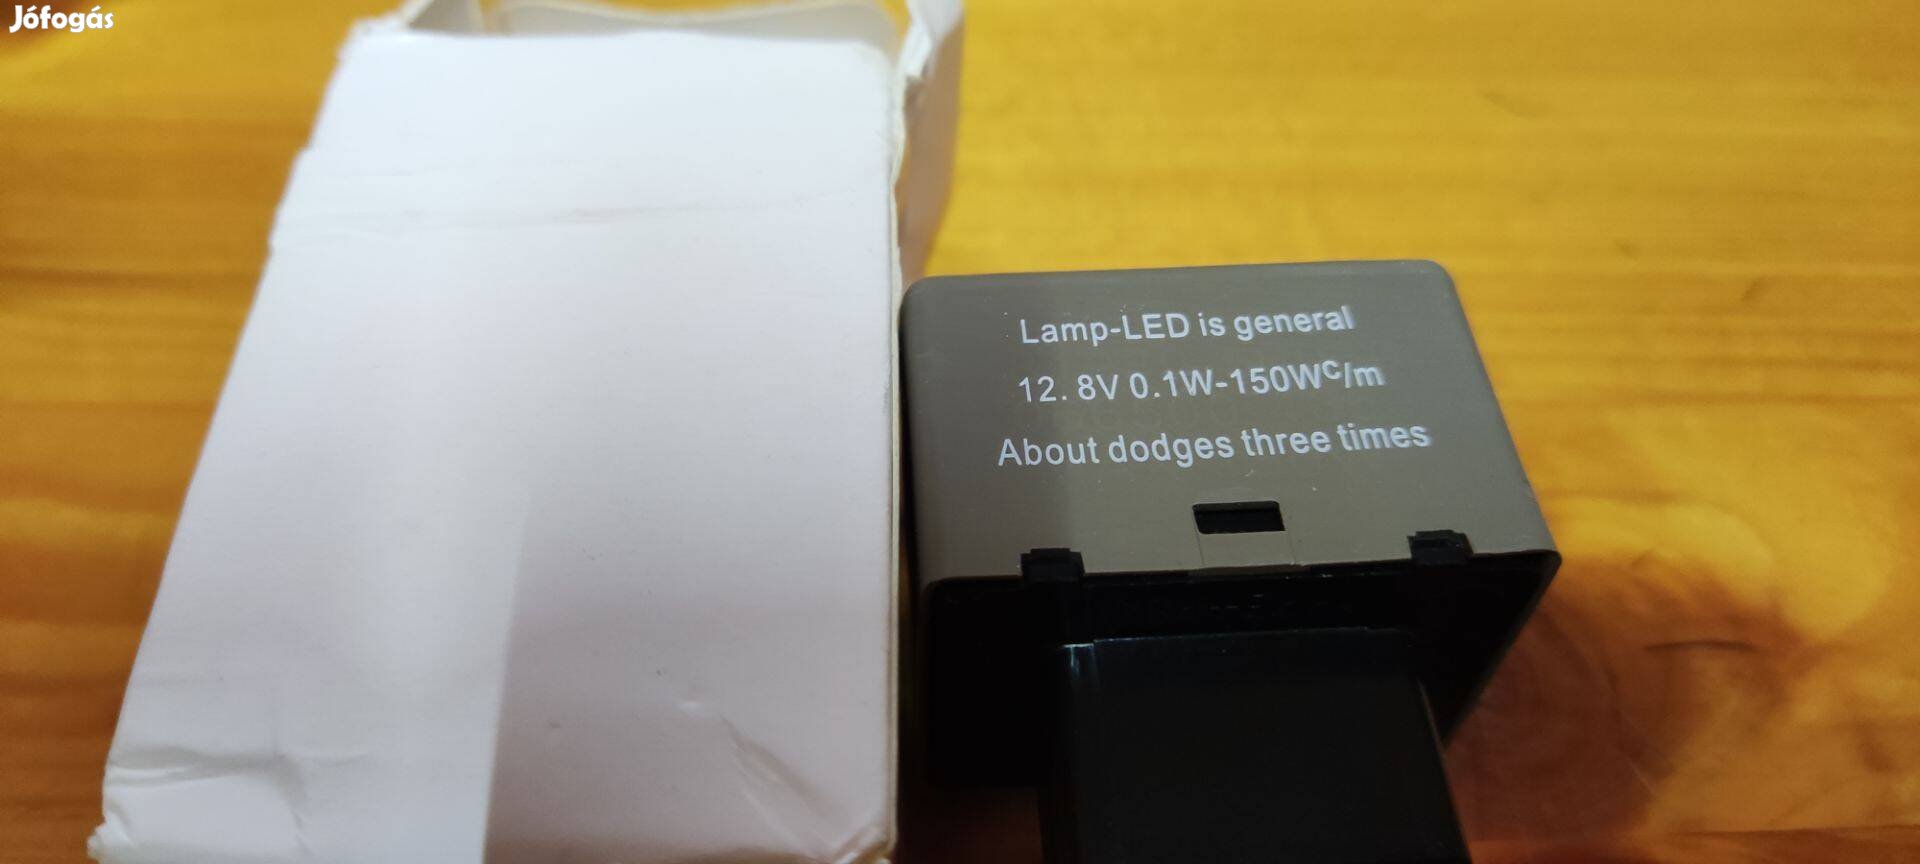 Jófogás
Lamp-LED is general
12.8V 0.1W-150Wᶜ/m
About dodges three times